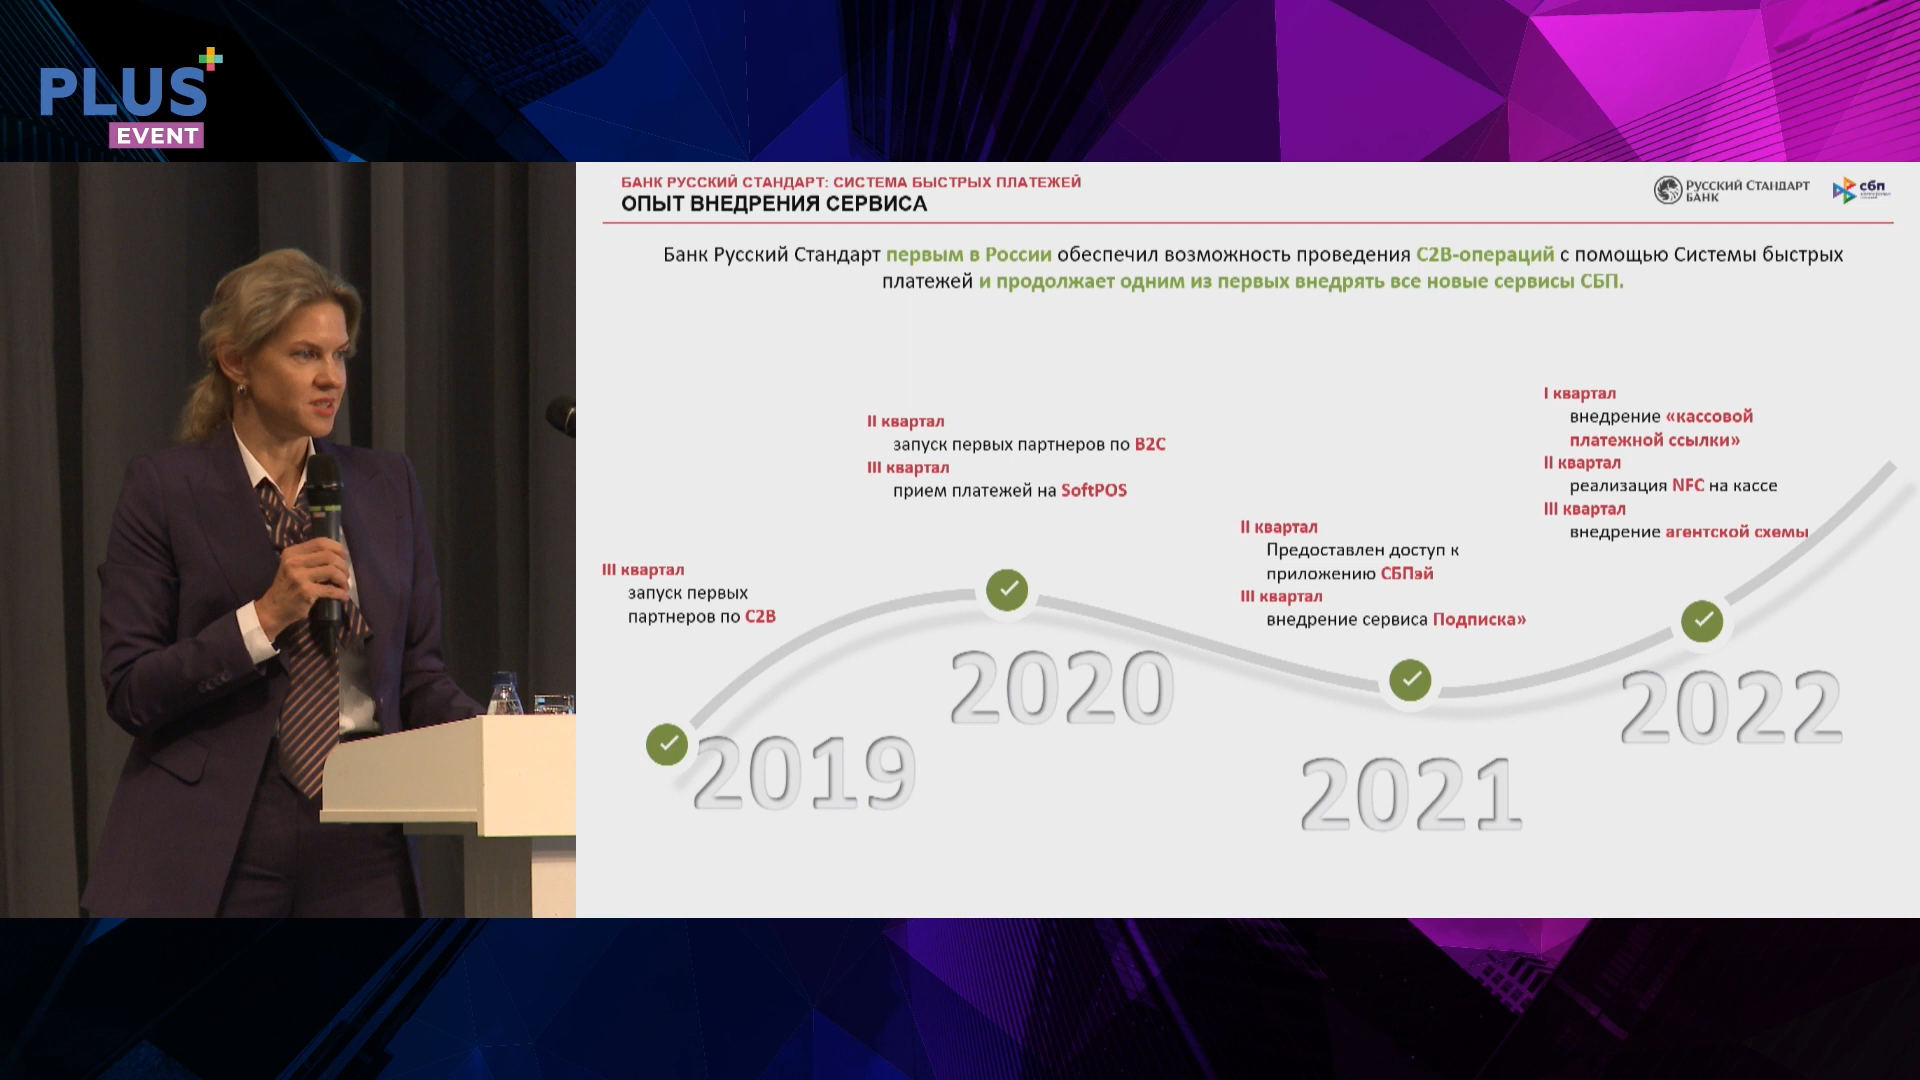 PLUS
EVENT
БАНК РУССКИЙ СТАНДАРТ: СИСТЕМА БЫСТРЫХ ПЛАТЕЖЕЙ
ОПЫТ ВНЕДРЕНИЯ СЕРВИСА
РУССКИЙ СТАНДАРТ
БАНК
сбп
Банк Русский Стандарт первым в России обеспечил возможность проведения С2В-операций с помощью Системы быстрых
платежей и продолжает одним из первых внедрять все новые сервисы СБП.
III квартал
запуск первых
партнеров по С2В
2019
II квартал
запуск первых партнеров по В2С
III квартал
прием платежей на SoftPOS
2020
II квартал
Предоставлен доступ к
приложению СБПэй
III квартал
внедрение сервиса Подписка»
2021
I квартал
внедрение «кассовой
платежной ссылки»
II квартал
реализация NFC на кассе
III квартал
внедрение агентской схемы
2022